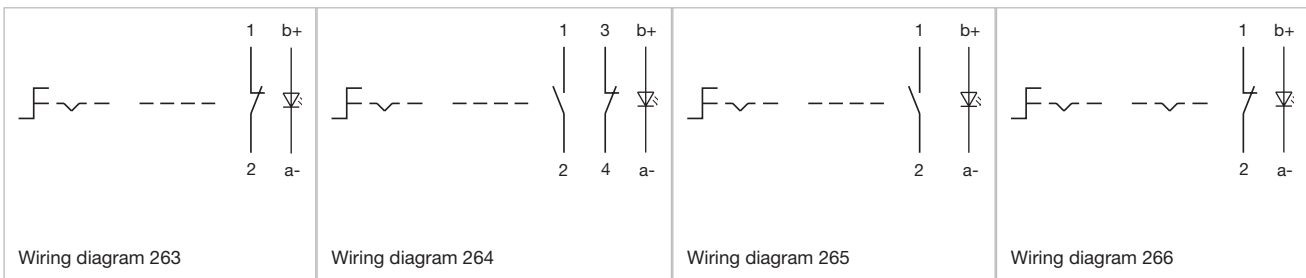 1 b+
2 a-
Wiring diagram 263
1 3 b+
2 4 a-
Wiring diagram 264
1 b+
2 a-
Wiring diagram 265
1 b+
2 a-
Wiring diagram 266